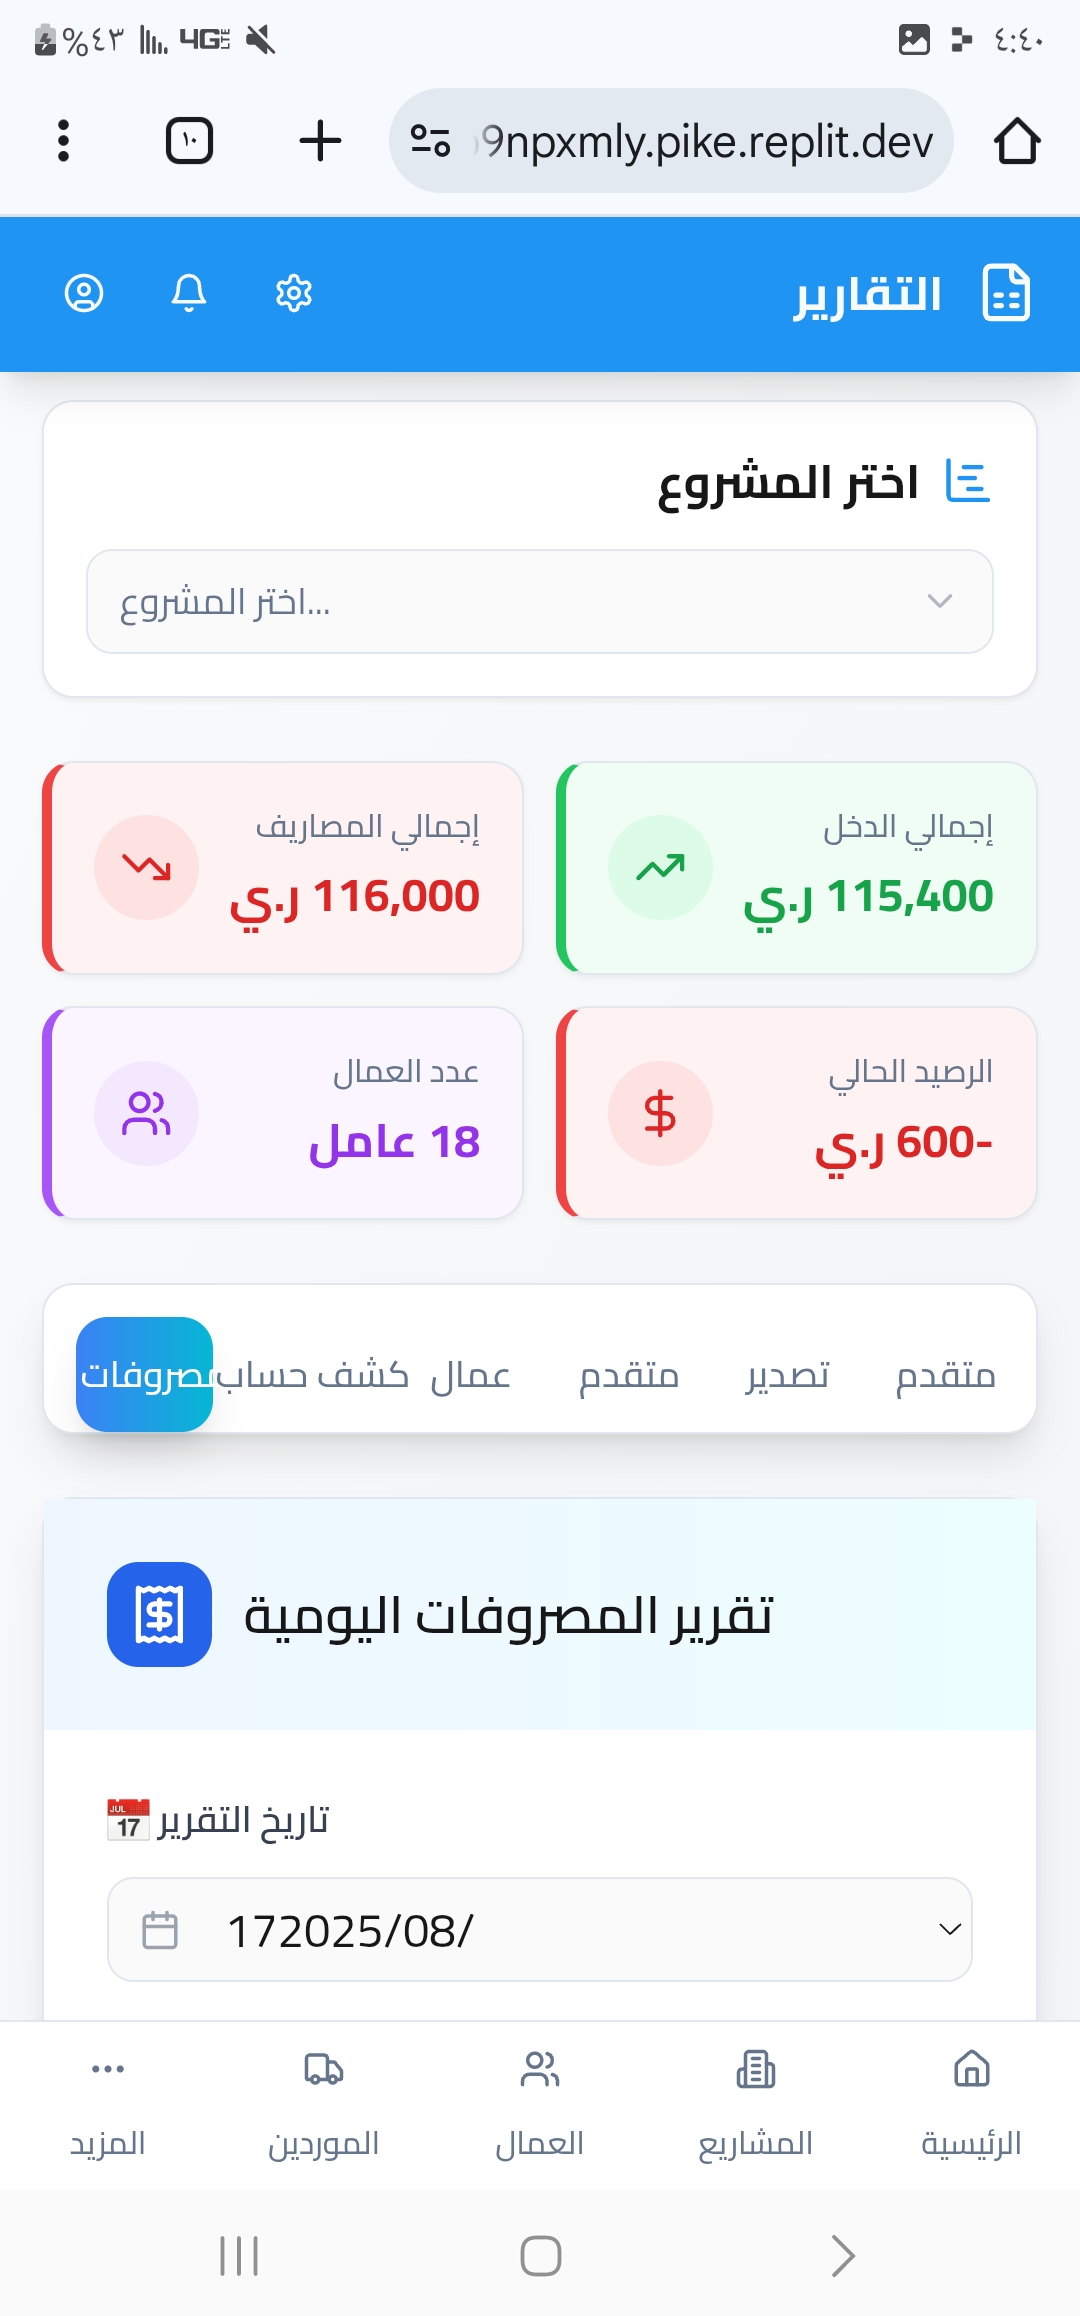 ٤:٤٠
4G LTE
%٤٣
9npxmly.pike.replit.dev
١٠
التقارير
اختر المشروع
...اختر المشروع
إجمالي الدخل
115,400 ر.ي
إجمالي المصاريف
116,000 ر.ي
الرصيد الحالي
-600 ر.ي
عدد العمال
18 عامل
متقدم
تصدير
متقدم
عمال
كشف حساب
مصروفات
تقرير المصروفات اليومية
تاريخ التقرير
JUL
17
172025/08/
الرئيسية
المشاريع
العمال
الموردين
المزيد